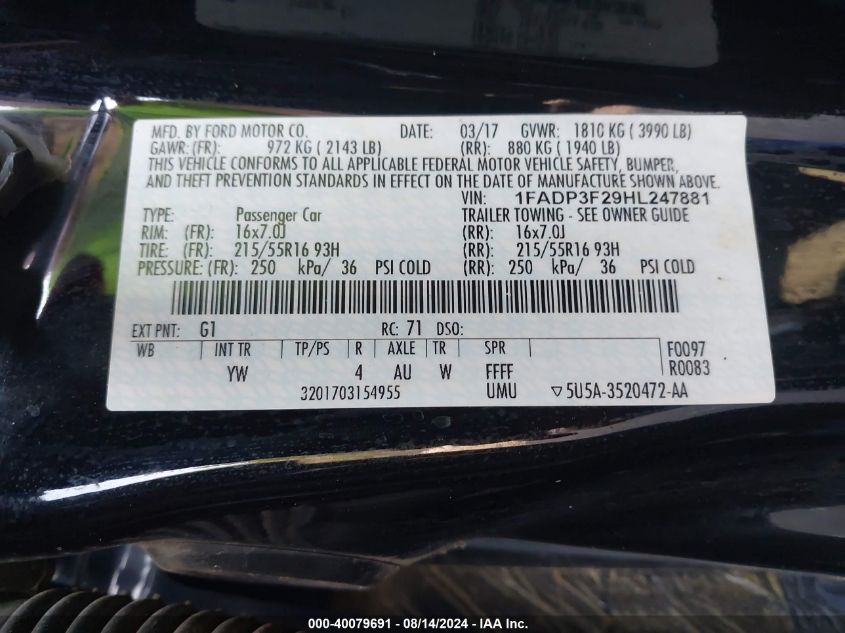 MFD. BY FORD MOTOR CO. DATE: 03/17 GVWR: 1810 KG ( 3990 LB)
GAWR: (FR): 972 KG ( 2143 LB) (RR): 880 KG ( 1940 LB)
THIS VEHICLE CONFORMS TO ALL APPLICABLE FEDERAL MOTOR VEHICLE SAFETY, BUMPER,
AND THEFT PREVENTION STANDARDS IN EFFECT ON THE DATE OF MANUFACTURE SHOWN ABOVE.
VIN: 1FADP3F29HL247881
TYPE: Passenger Car TRAILER TOWING - SEE OWNER GUIDE
RIM: (FR): 16x7.0J (RR): 16x7.0J
TIRE: (FR): 215/55R16 93H (RR): 215/55R16 93H
PRESSURE: (FR): 250 kPa/ 36 PSI COLD (RR): 250 kPa/ 36 PSI COLD
EXT PNT: G1 RC: 71 DSO:
WB INT TR TP/PS R AXLE TR SPR F0097
YW 4 AU W FFFF R0083
3201703154955 UMU ▽5U5A-3520472-AA
000-40079691 - 08/14/2024 - IAA Inc.